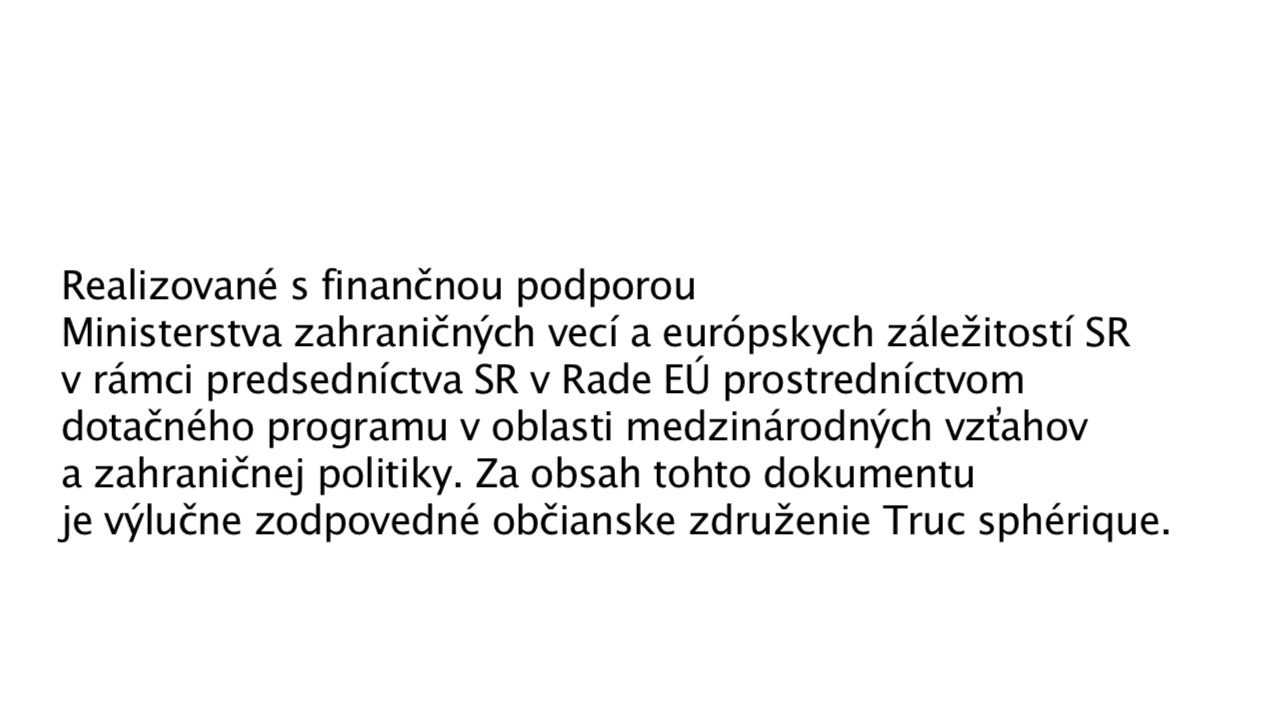 Realizované s finančnou podporou
Ministerstva zahraničných vecí a európskych záležitostí SR
v rámci predsedníctva SR v Rade EÚ prostredníctvom
dotačného programu v oblasti medzinárodných vzťahov
a zahraničnej politiky. Za obsah tohto dokumentu
je výlučne zodpovedné občianske združenie Truc sphérique.